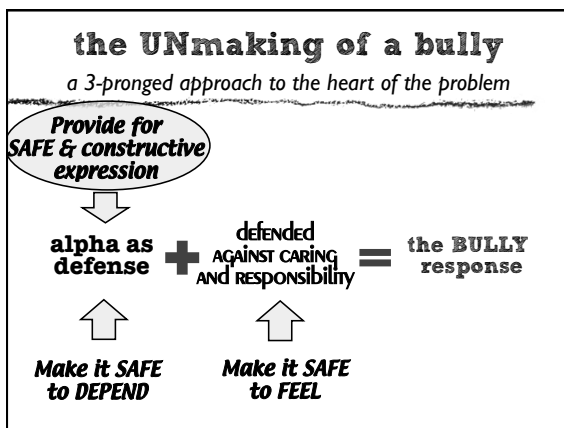 the UNmaking of a bully
a 3-pronged approach to the heart of the problem
Provide for
SAFE & constructive
expression
alpha as
defense
+
defended
against caring
and responsibility
=
the BULLY
response
Make it SAFE
to DEPEND
Make it SAFE
to FEEL